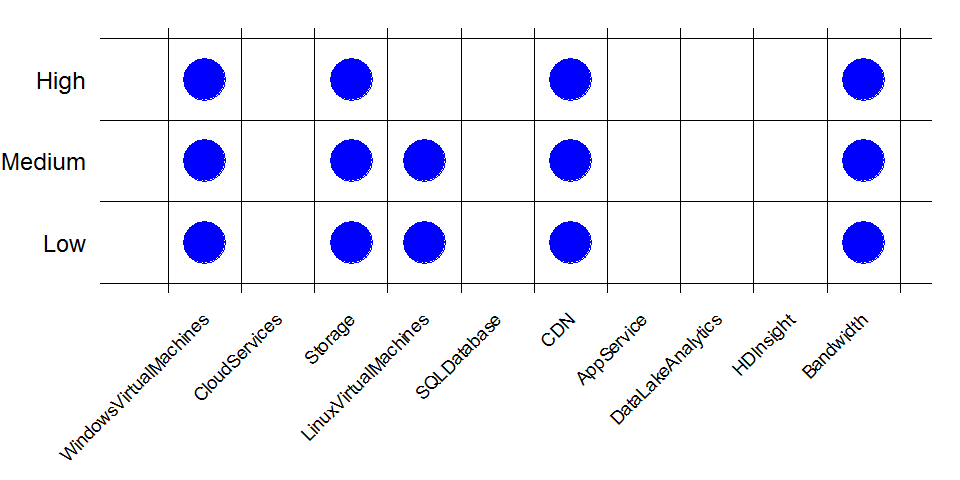 High
Medium
Low
WindowsVirtualMachines
CloudServices
Storage
LinuxVirtualMachines
SQLDatabase
CDN
AppService
DataLakeAnalytics
HDInsight
Bandwidth